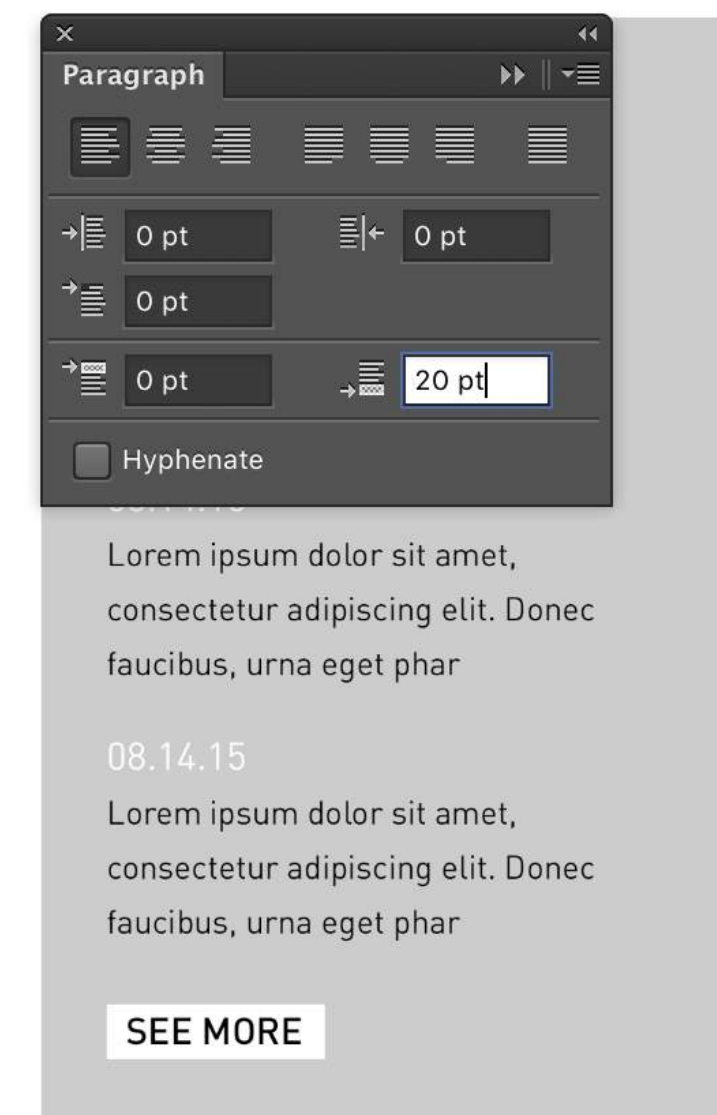 Paragraph
0 pt
0 pt
0 pt
0 pt
20 pt
Hyphenate
Lorem ipsum dolor sit amet,
consectetur adipiscing elit. Donec
faucibus, urna eget phar
08.14.15
Lorem ipsum dolor sit amet,
consectetur adipiscing elit. Donec
faucibus, urna eget phar
SEE MORE